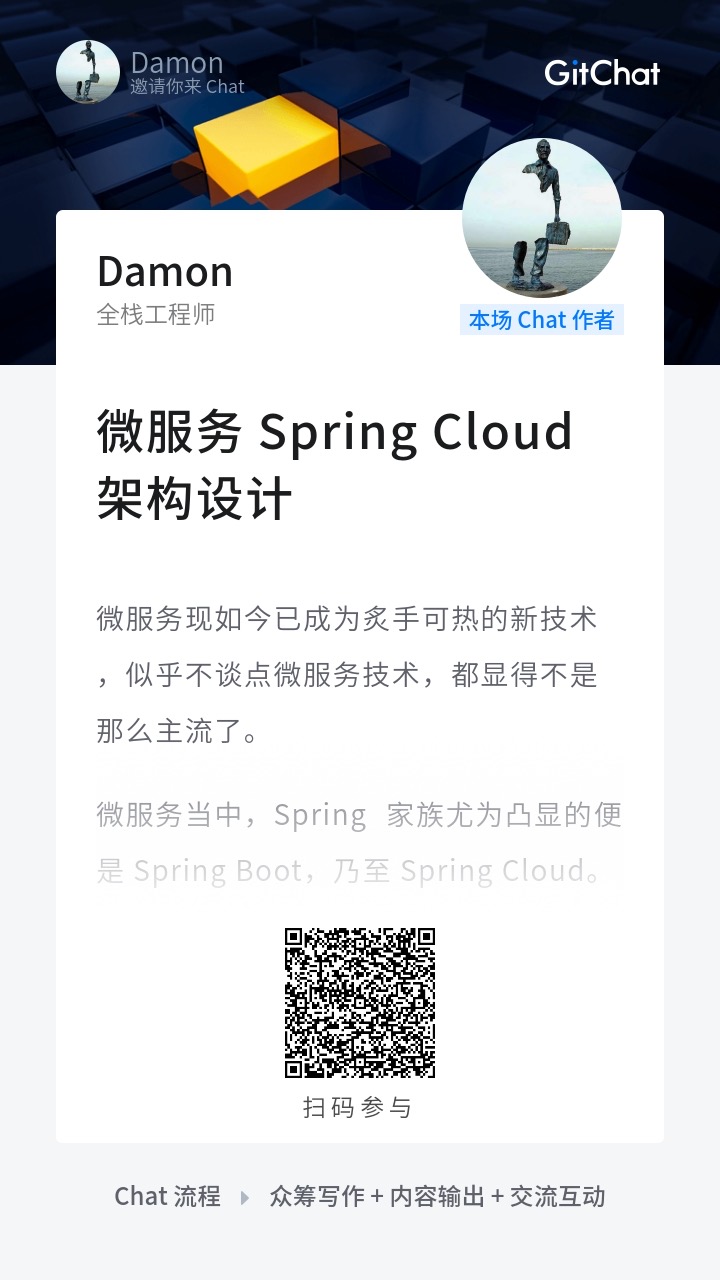 Damon
邀请你来 Chat
GitChat
Damon
全栈工程师
本场 Chat 作者
微服务 Spring Cloud
架构设计
微服务现如今已成为炙手可热的新技术
，似乎不谈点微服务技术，都显得不是
那么主流了。
微服务当中，Spring 家族尤为凸显的便
是 Spring Boot，乃至 Spring Cloud。
扫码参与
Chat 流程
众筹写作 + 内容输出 + 交流互动